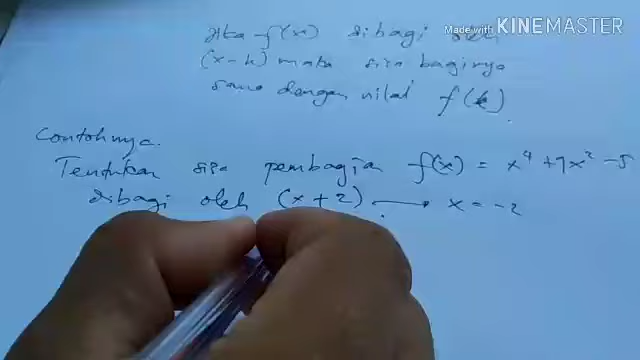 Made with KINEMASTER
Jika f(x) dibagi oleh
(x-k) maka sisa baginya
sama dengan nilai f(k).
Contohnya.
Tentukan sisa pembagian f(x) = x⁴ + 7x² - 5
dibagi oleh (x+2) → x = -2